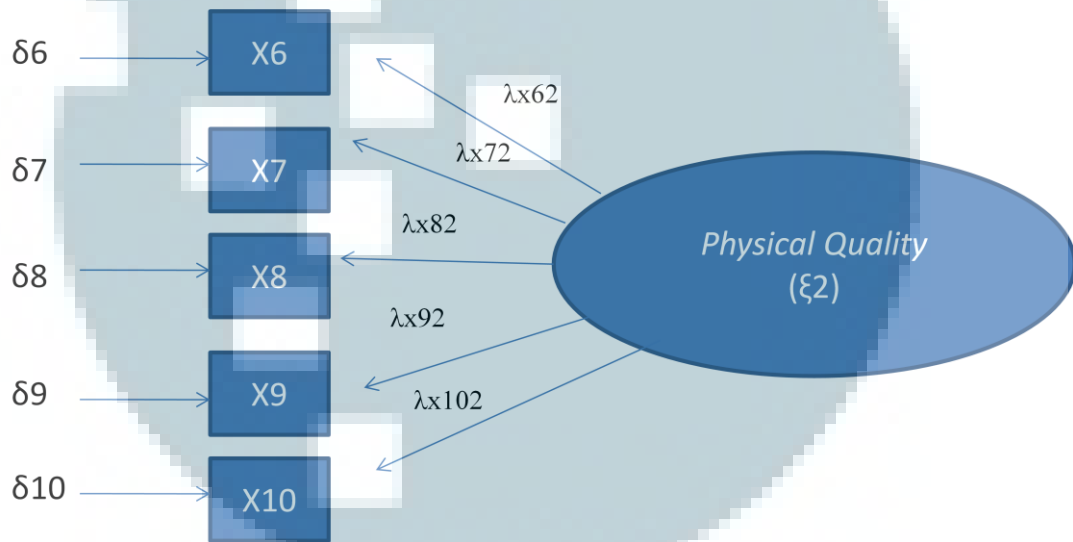 δ6
X6
λx62
λx72
δ7
X7
λx82
Physical Quality
(ξ2)
δ8
X8
λx92
δ9
X9
λx102
δ10
X10